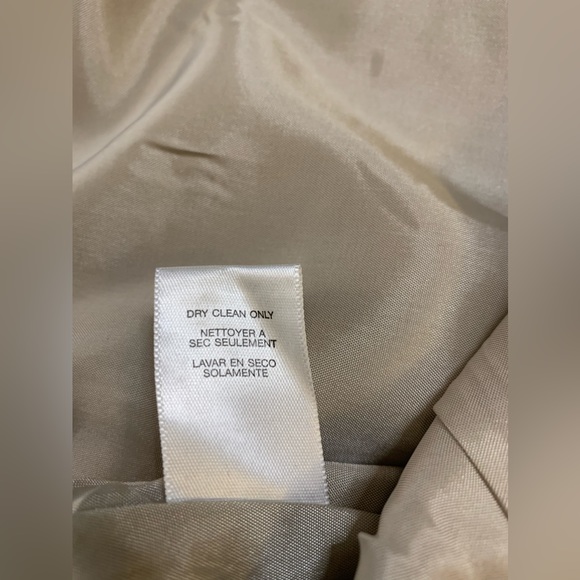 DRY CLEAN ONLY
NETTOYER A
SEC SEULEMENT
LAVAR EN SECO
SOLAMENTE